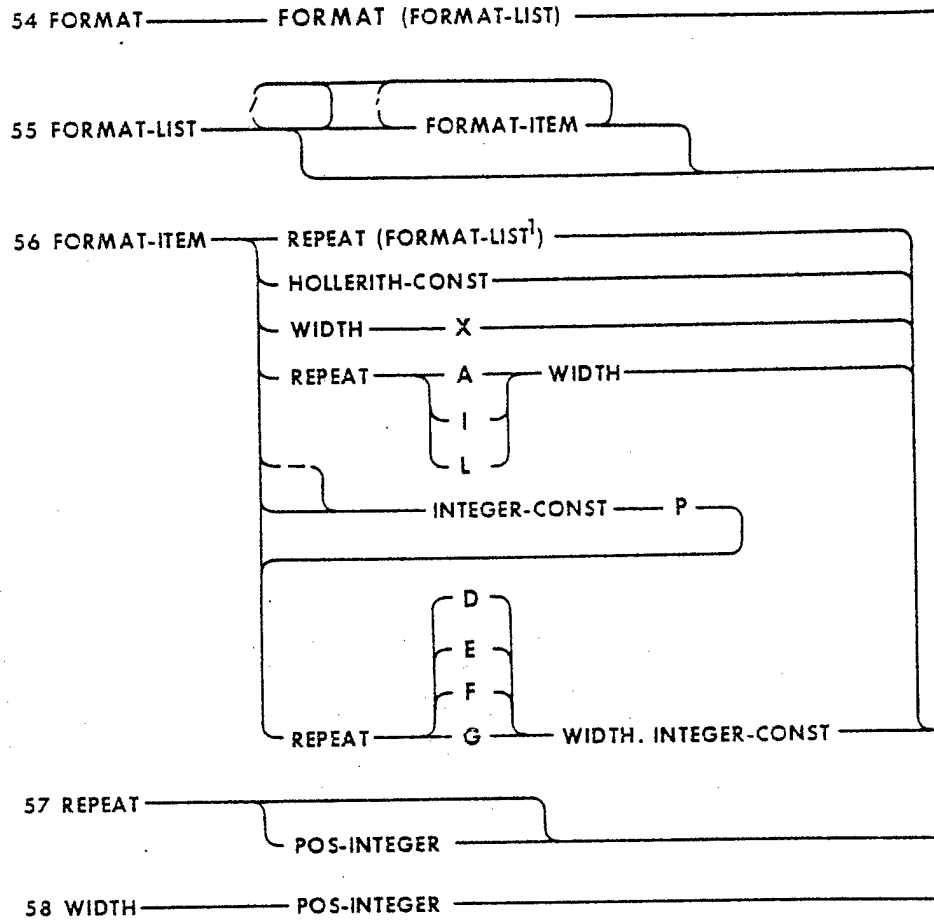 54 FORMAT FORMAT (FORMAT-LIST)
55 FORMAT-LIST FORMAT-ITEM
56 FORMAT-ITEM REPEAT (FORMAT-LIST¹)
HOLLERITH-CONST
WIDTH X
REPEAT A WIDTH
I
L
INTEGER-CONST P
D
E
F
REPEAT G WIDTH. INTEGER-CONST
57 REPEAT
POS-INTEGER
58 WIDTH POS-INTEGER